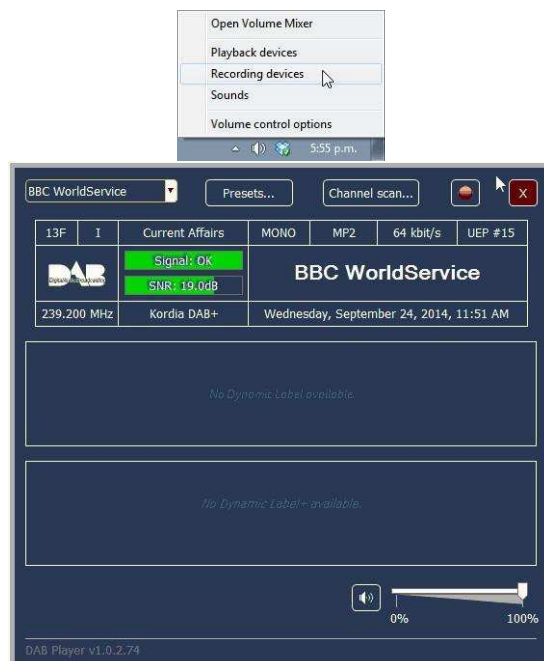 Open Volume Mixer
Playback devices
Recording devices
Sounds
Volume control options
5:55 p.m.
BBC WorldService Presets... Channel scan... X
13F I Current Affairs MONO MP2 64 kbit/s UEP #15
DAB Signal: OK BBC WorldService
SNR: 19.0dB
239.200 MHz Kordia DAB+ Wednesday, September 24, 2014, 11:51 AM
No Dynamic Label available.
No Dynamic Label+ available.
0% 100%
DAB Player v1.0.2.74